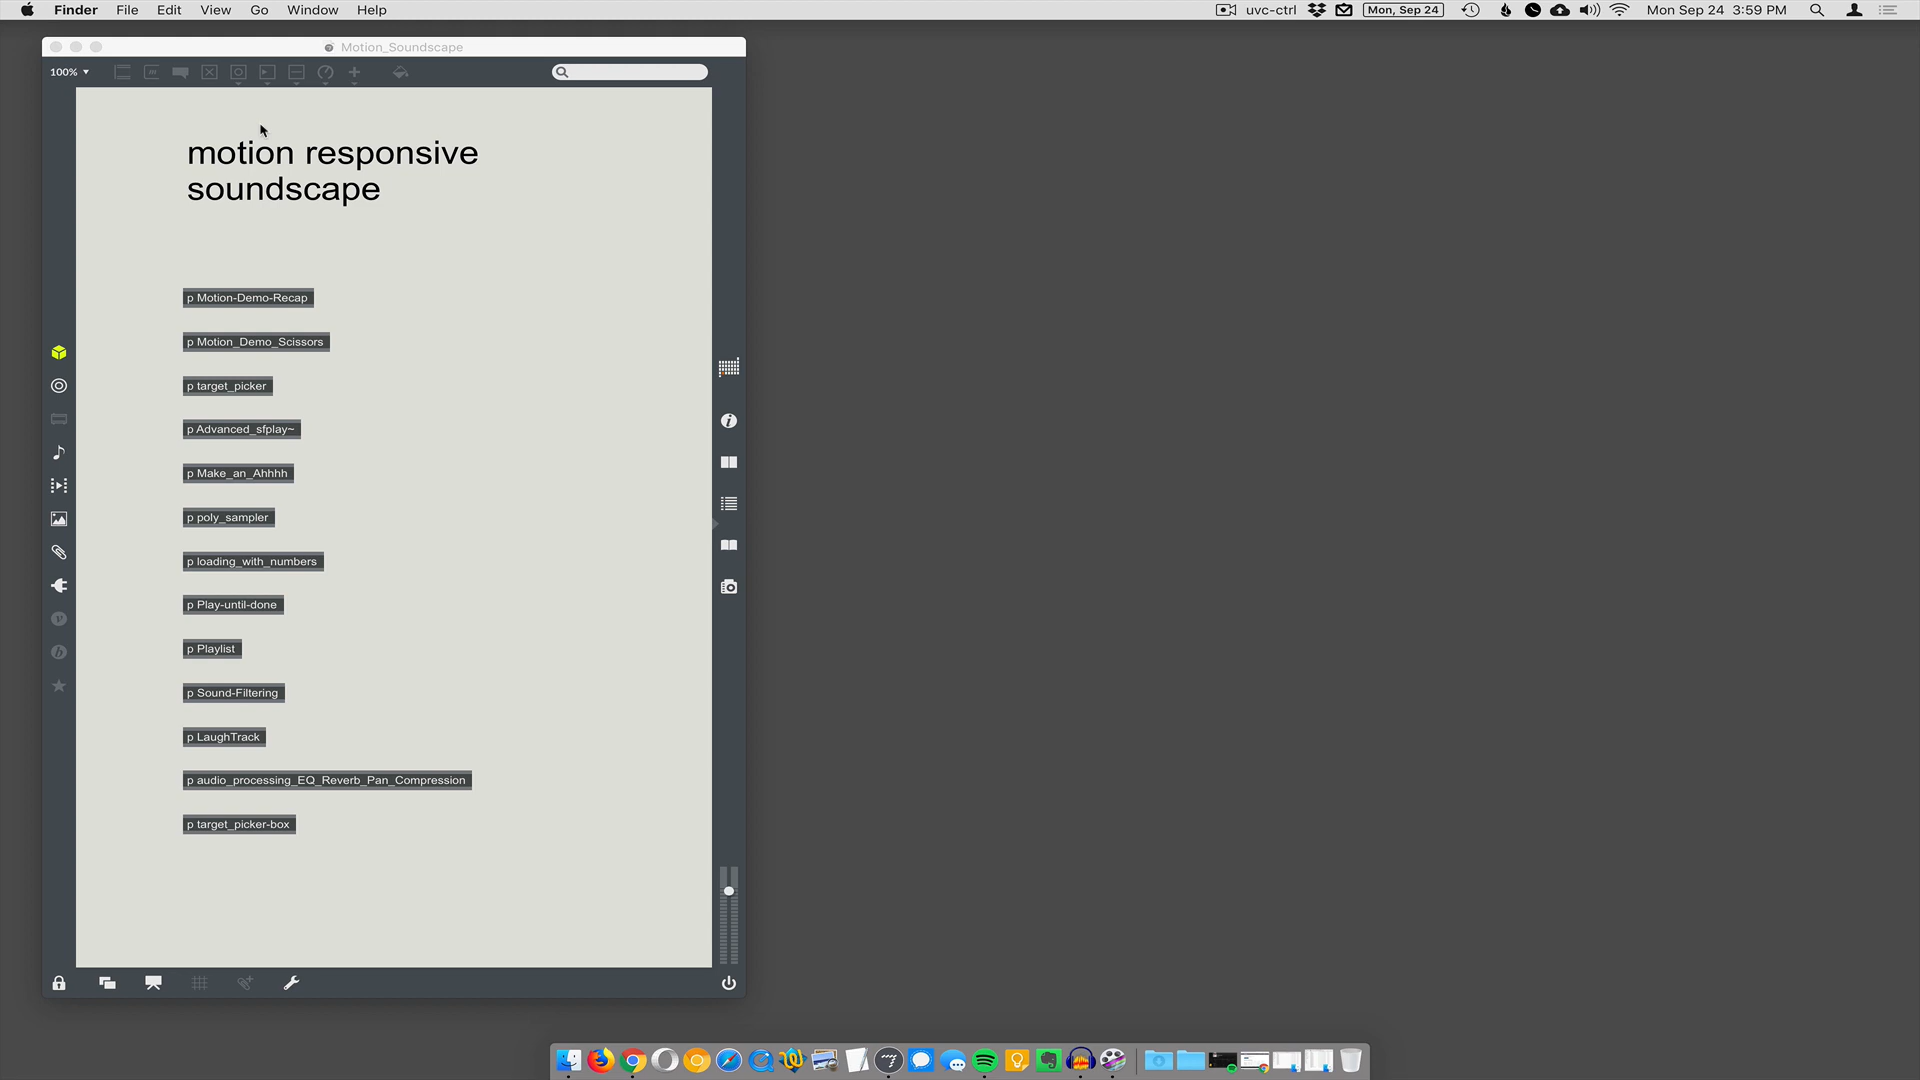 Finder File Edit View Go Window Help
uvc-ctrl Mon, Sep 24 Mon Sep 24 3:59 PM
Motion_Soundscape
100%
motion responsive
soundscape
p Motion-Demo-Recap
p Motion_Demo_Scissors
p target_picker
p Advanced_sfplay~
p Make_an_Ahhhh
p poly_sampler
p loading_with_numbers
p Play-until-done
p Playlist
p Sound-Filtering
p LaughTrack
p audio_processing_EQ_Reverb_Pan_Compression
p target_picker-box